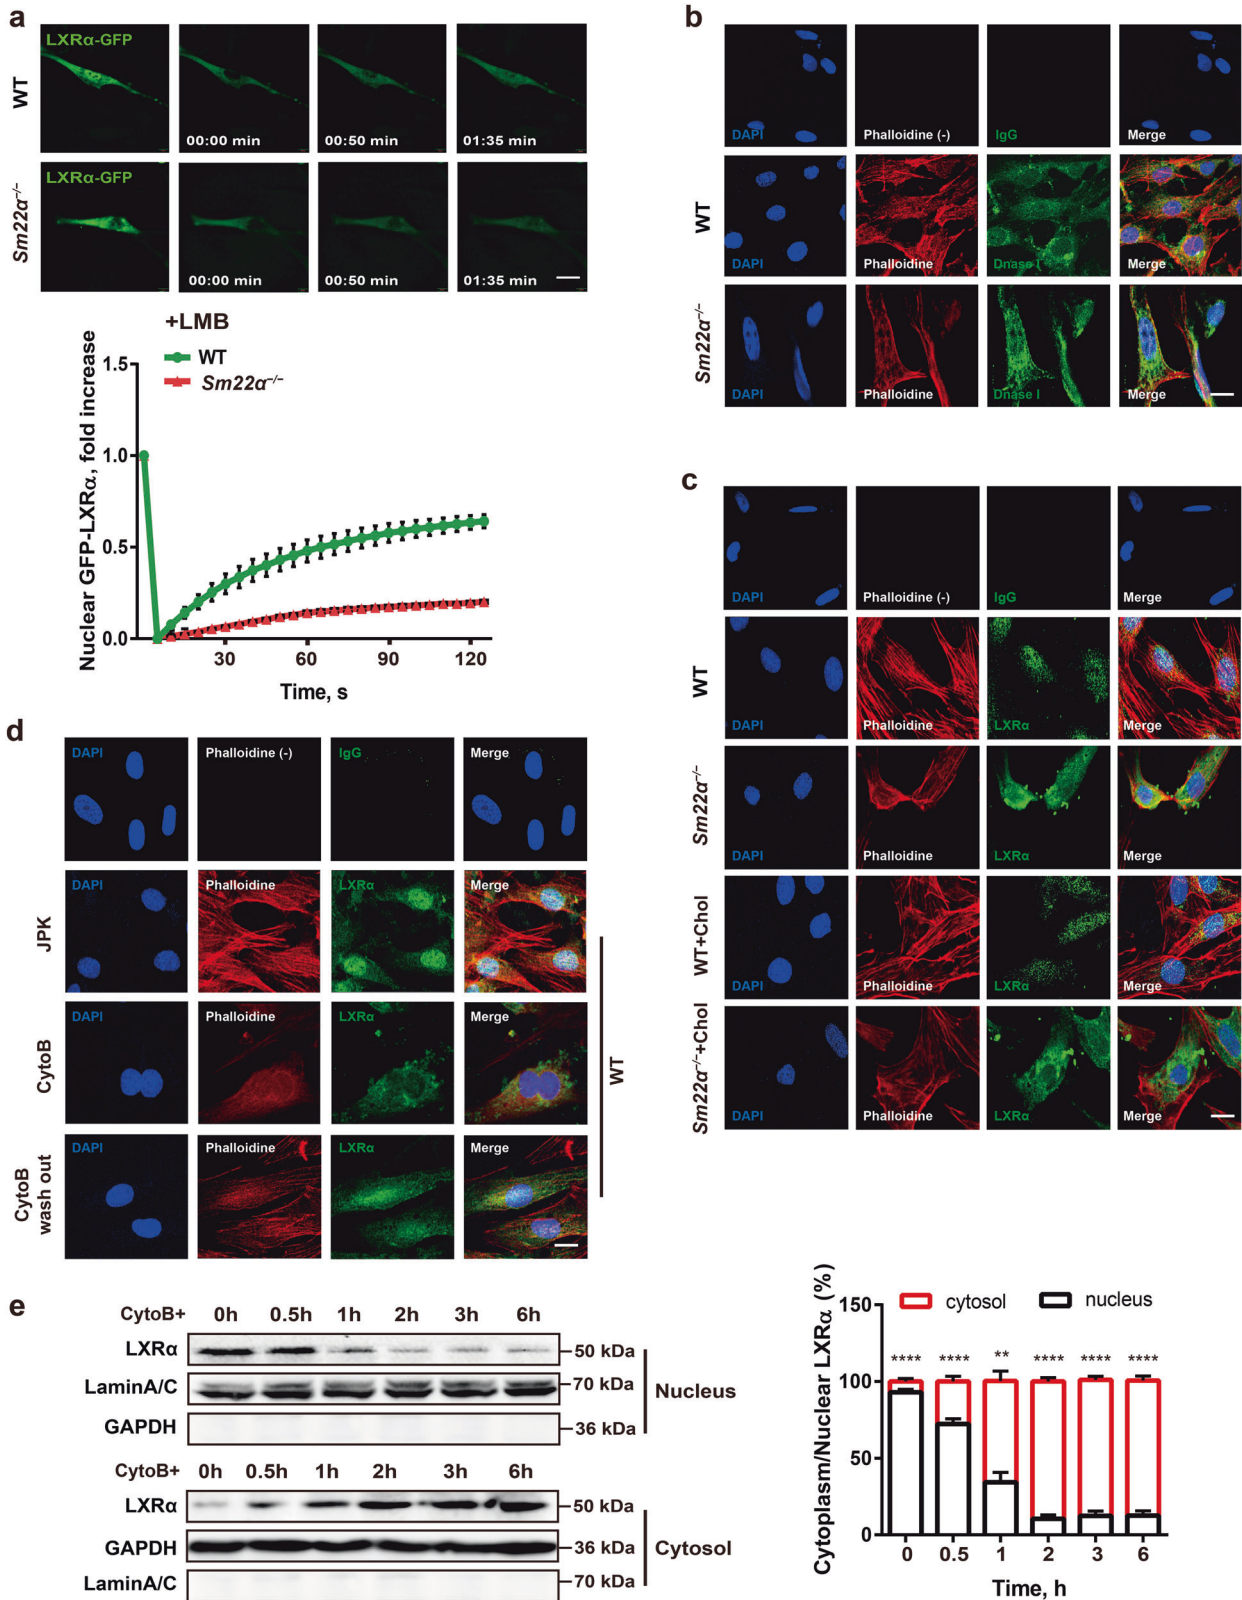 a
WT
LXRα-GFP
00:00 min
00:50 min
01:35 min
Sm22α⁻/⁻
LXRα-GFP
00:00 min
00:50 min
01:35 min
+LMB
WT
Sm22α⁻/⁻
Nuclear GFP-LXRα, fold increase
1.5
1.0
0.5
0.0
30
60
90
120
Time, s
b
DAPI
Phalloidine (-)
IgG
Merge
WT
DAPI
Phalloidine
Dnase I
Merge
Sm22α⁻/⁻
DAPI
Phalloidine
Dnase I
Merge
c
DAPI
Phalloidine (-)
IgG
Merge
WT
DAPI
Phalloidine
LXRα
Merge
Sm22α⁻/⁻
DAPI
Phalloidine
LXRα
Merge
WT+Chol
DAPI
Phalloidine
LXRα
Merge
Sm22α⁻/⁻+Chol
DAPI
Phalloidine
LXRα
Merge
d
DAPI
Phalloidine (-)
IgG
Merge
JPK
DAPI
Phalloidine
LXRα
Merge
CytoB
DAPI
Phalloidine
LXRα
Merge
CytoB
wash out
DAPI
Phalloidine
LXRα
Merge
WT
e
CytoB+ 0h 0.5h 1h 2h 3h 6h
LXRα 50 kDa
LaminA/C 70 kDa
GAPDH 36 kDa
Nucleus
CytoB+ 0h 0.5h 1h 2h 3h 6h
LXRα 50 kDa
GAPDH 36 kDa
LaminA/C 70 kDa
Cytosol
Cytoplasm/Nuclear LXRα (%)
150
100
50
0
cytosol
nucleus
**** **** ** **** **** ****
0 0.5 1 2 3 6
Time, h